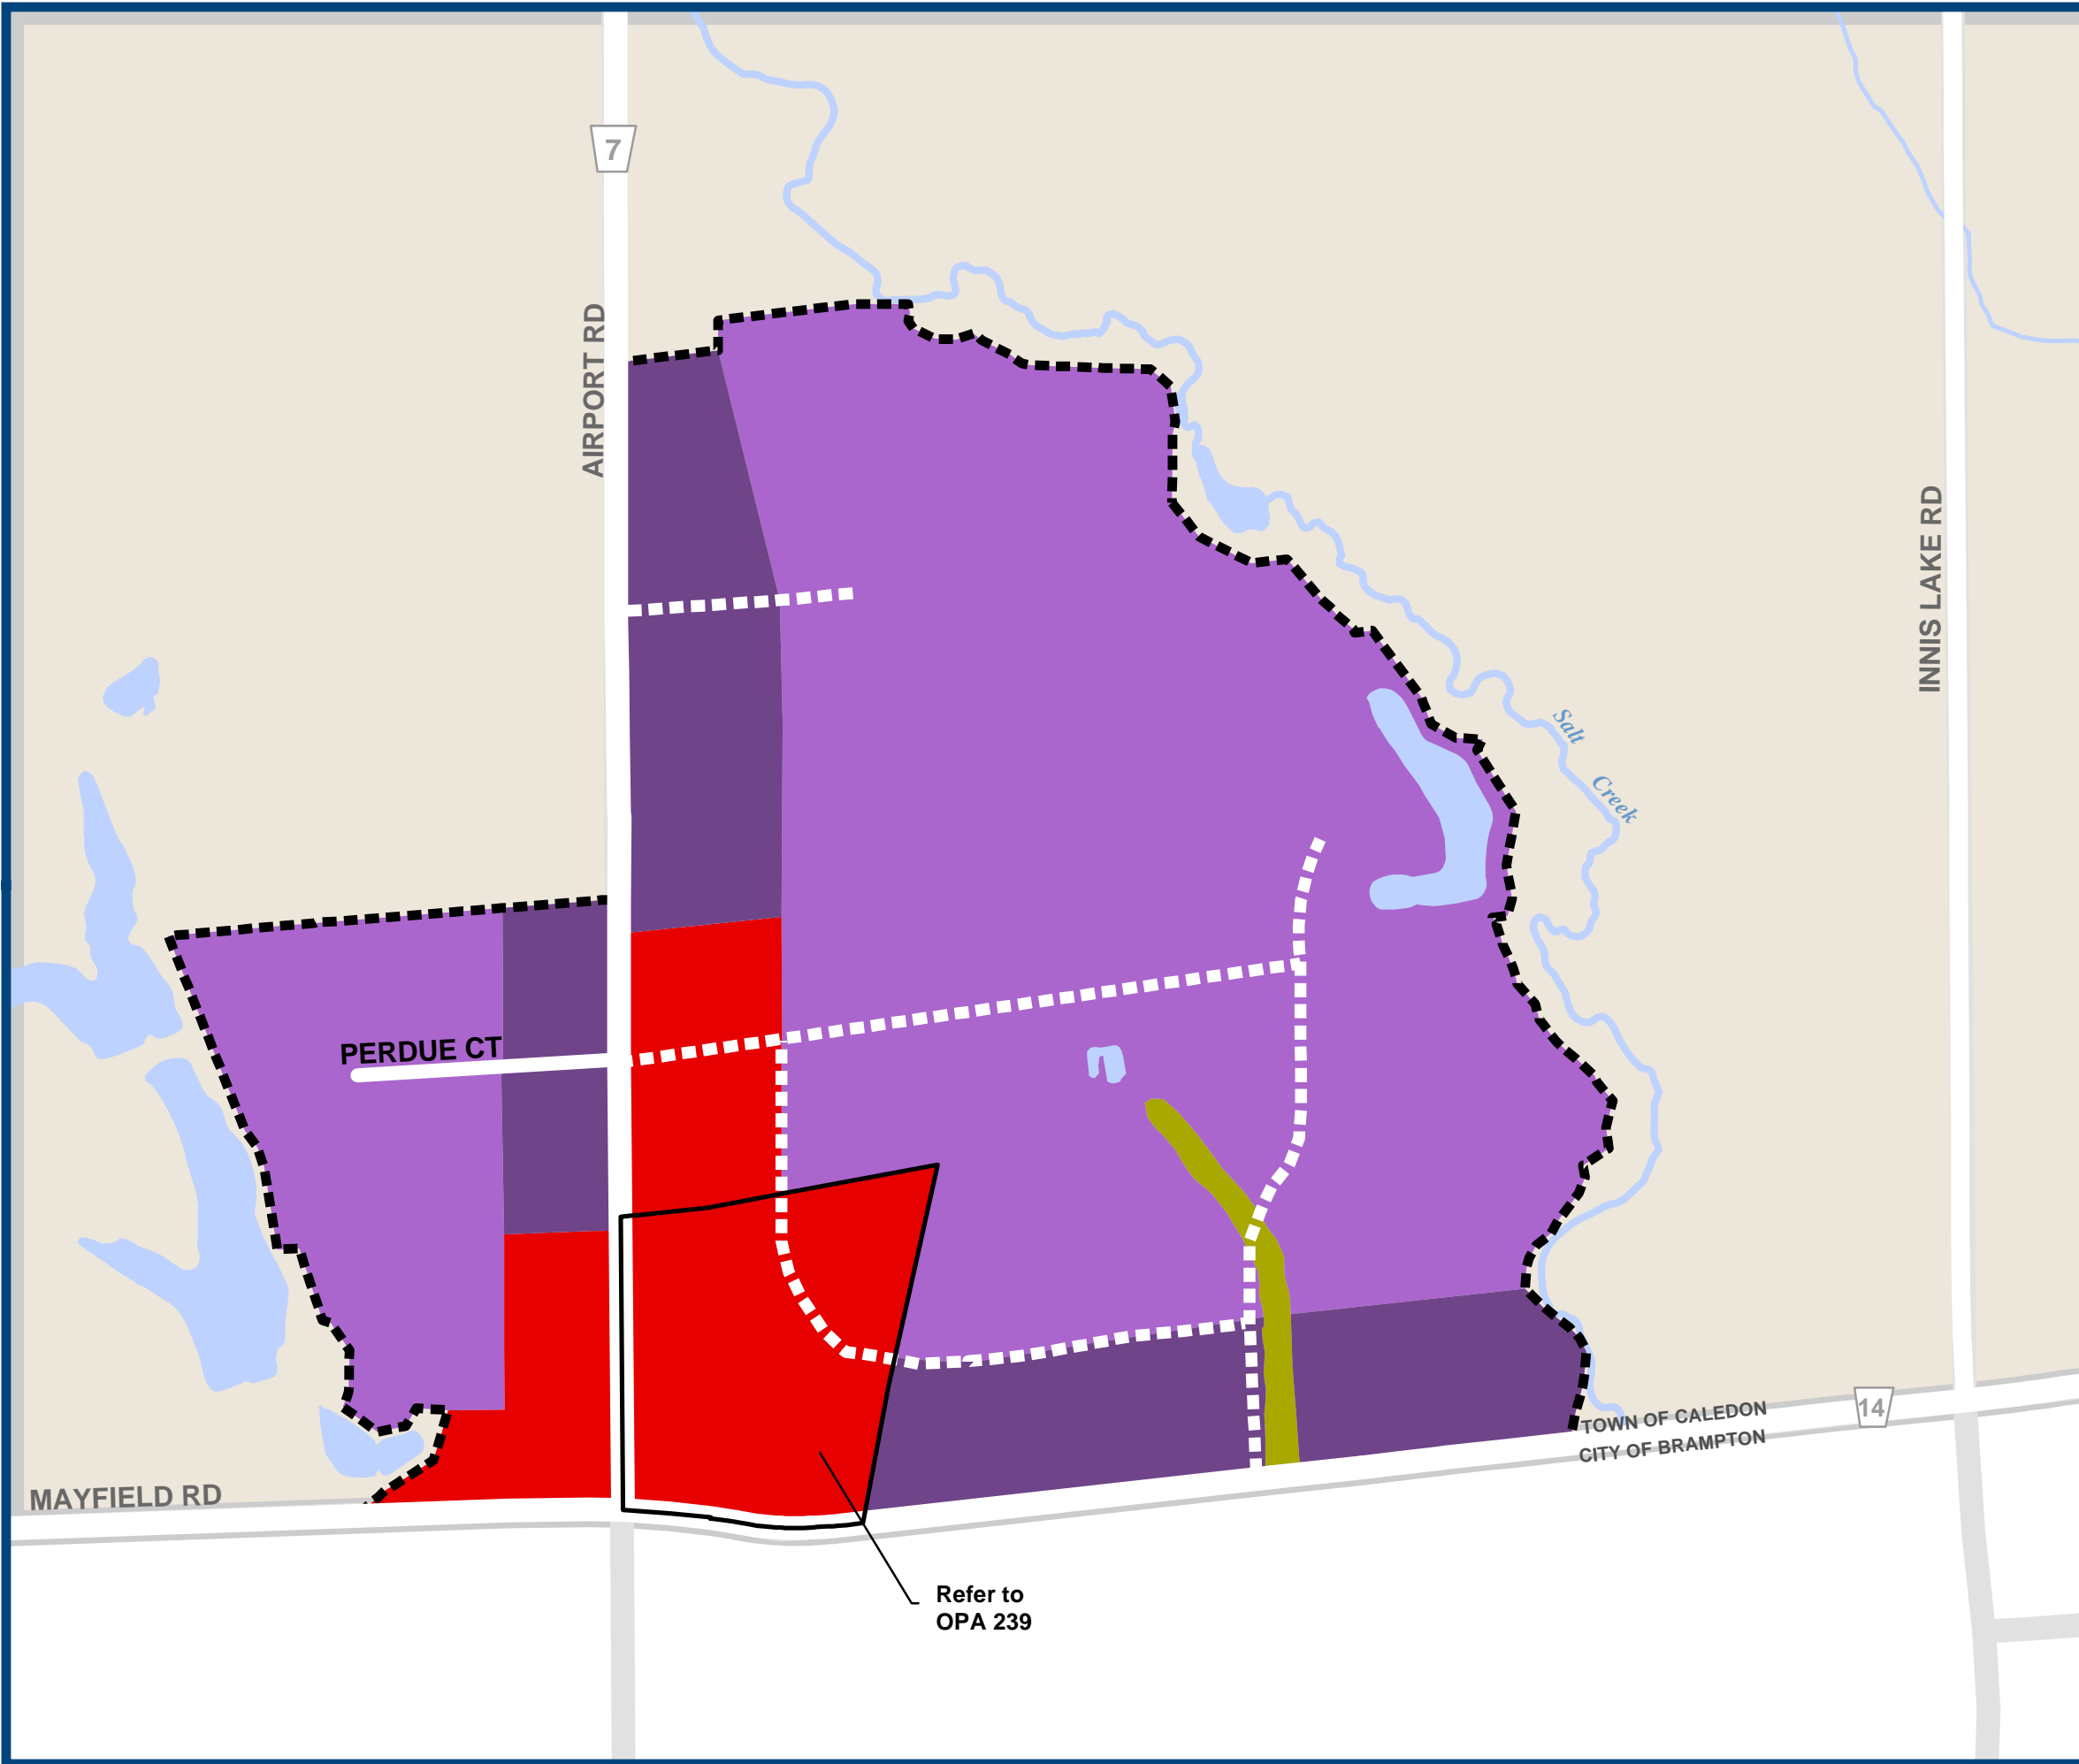 7
AIRPORT RD
INNIS LAKE RD
Salt
Creek
PERDUE CT
14
TOWN OF CALEDON
CITY OF BRAMPTON
MAYFIELD RD
Refer to
OPA 239